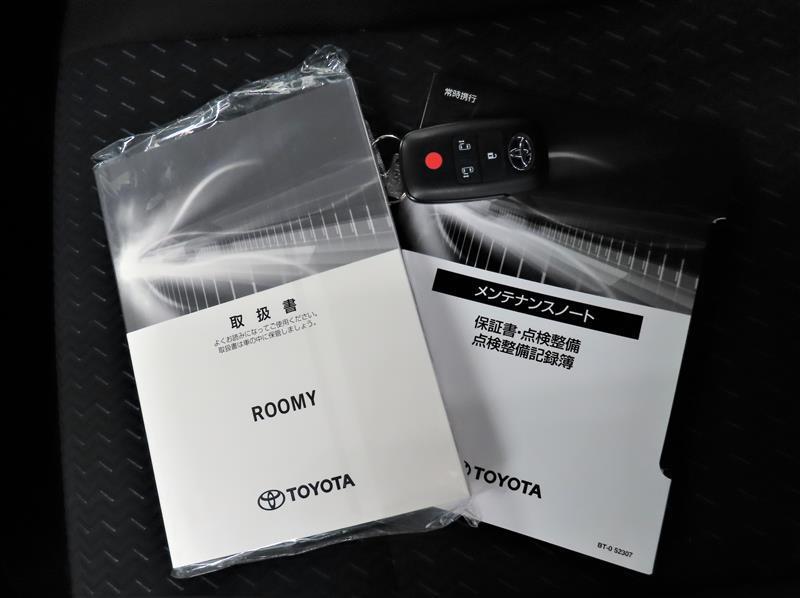 取扱書
よくお読みになってご使用ください。
取扱書は車の中に保管しましょう。
ROOMY
TOYOTA
常時携行
メンテナンスノート
保証書・点検整備
点検整備記録簿
TOYOTA
BT-0 52307